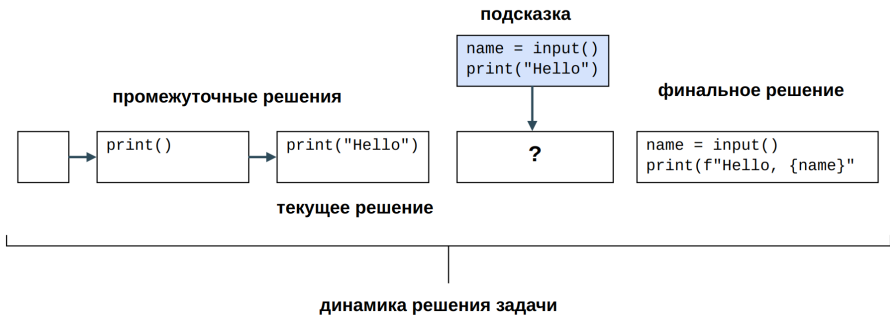 подсказка
name = input()
print("Hello")
промежуточные решения
финальное решение
print()
print("Hello")
?
name = input()
print(f"Hello, {name}"
текущее решение
динамика решения задачи